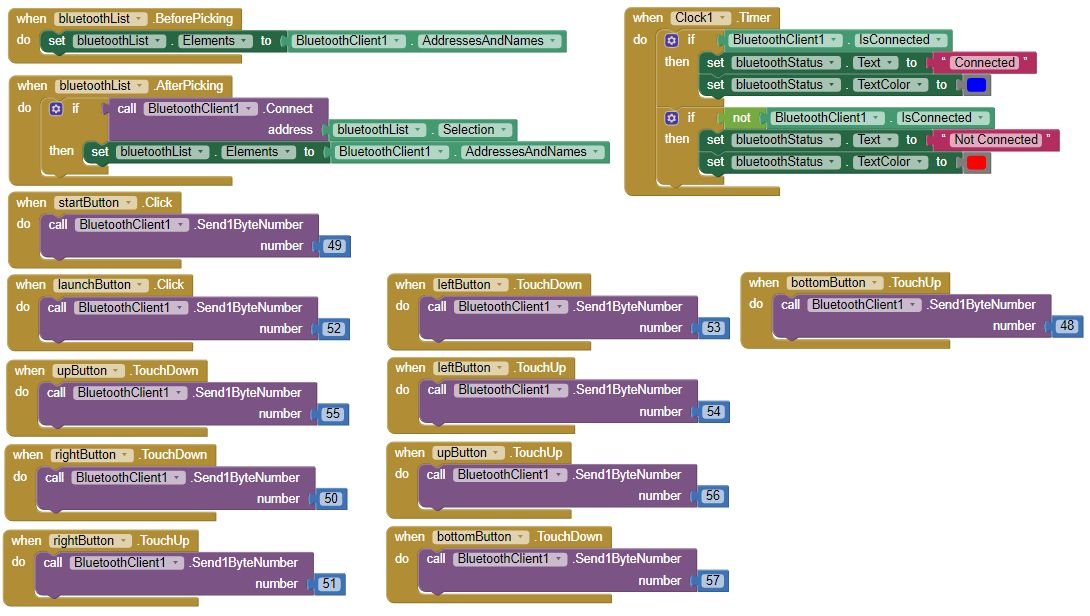 when bluetoothList .BeforePicking
do set bluetoothList . Elements to BluetoothClient1 . AddressesAndNames
when bluetoothList .AfterPicking
do if call BluetoothClient1 .Connect
address bluetoothList . Selection
then set bluetoothList . Elements to BluetoothClient1 . AddressesAndNames
when startButton .Click
do call BluetoothClient1 .Send1ByteNumber
number 49
when launchButton .Click
do call BluetoothClient1 .Send1ByteNumber
number 52
when upButton .TouchDown
do call BluetoothClient1 .Send1ByteNumber
number 55
when rightButton .TouchDown
do call BluetoothClient1 .Send1ByteNumber
number 50
when rightButton .TouchUp
do call BluetoothClient1 .Send1ByteNumber
number 51
when leftButton .TouchDown
do call BluetoothClient1 .Send1ByteNumber
number 53
when leftButton .TouchUp
do call BluetoothClient1 .Send1ByteNumber
number 54
when upButton .TouchUp
do call BluetoothClient1 .Send1ByteNumber
number 56
when bottomButton .TouchDown
do call BluetoothClient1 .Send1ByteNumber
number 57
when Clock1 .Timer
do if BluetoothClient1 . IsConnected
then set bluetoothStatus . Text to " Connected "
set bluetoothStatus . TextColor to
if not BluetoothClient1 . IsConnected
then set bluetoothStatus . Text to " Not Connected "
set bluetoothStatus . TextColor to
when bottomButton .TouchUp
do call BluetoothClient1 .Send1ByteNumber
number 48